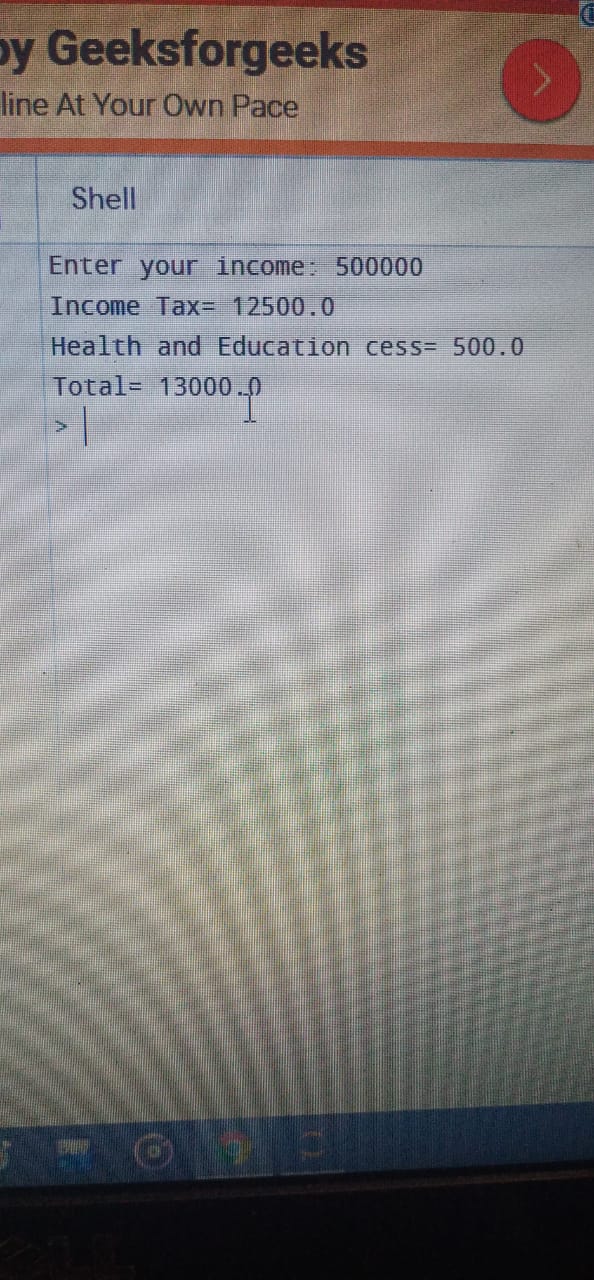 by Geeksforgeeks
line At Your Own Pace
Shell
Enter your income: 500000
Income Tax= 12500.0
Health and Education cess= 500.0
Total= 13000.0
>